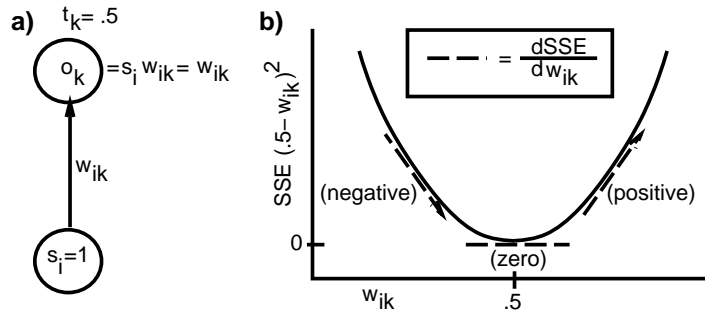 a)
t_k = .5
o_k = s_i w_ik = w_ik
w_ik
s_i=1
b)
SSE (.5– w_ik)^2
= dSSE / d w_ik
(negative)
(positive)
0
(zero)
w_ik
.5